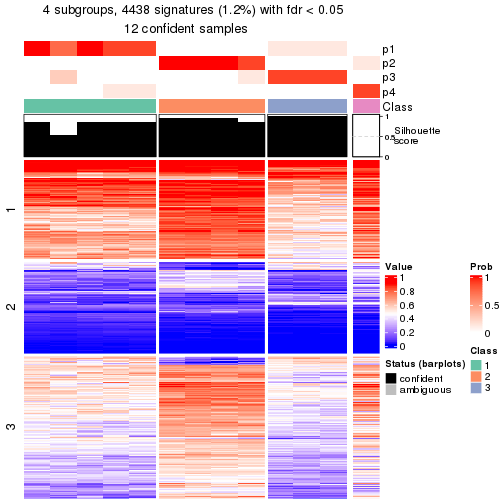 4 subgroups, 4438 signatures (1.2%) with fdr < 0.05
12 confident samples
p1
p2
p3
p4
Class
1
0.5
0
Silhouette
score
1
2
3
Value
1
0.8
0.6
0.4
0.2
0
Prob
1
0.5
0
Status (barplots)
confident
ambiguous
Class
1
2
3